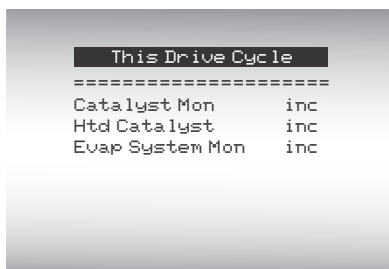 This Drive Cycle
=====================
Catalyst Mon inc
Htd Catalyst inc
Evap System Mon inc